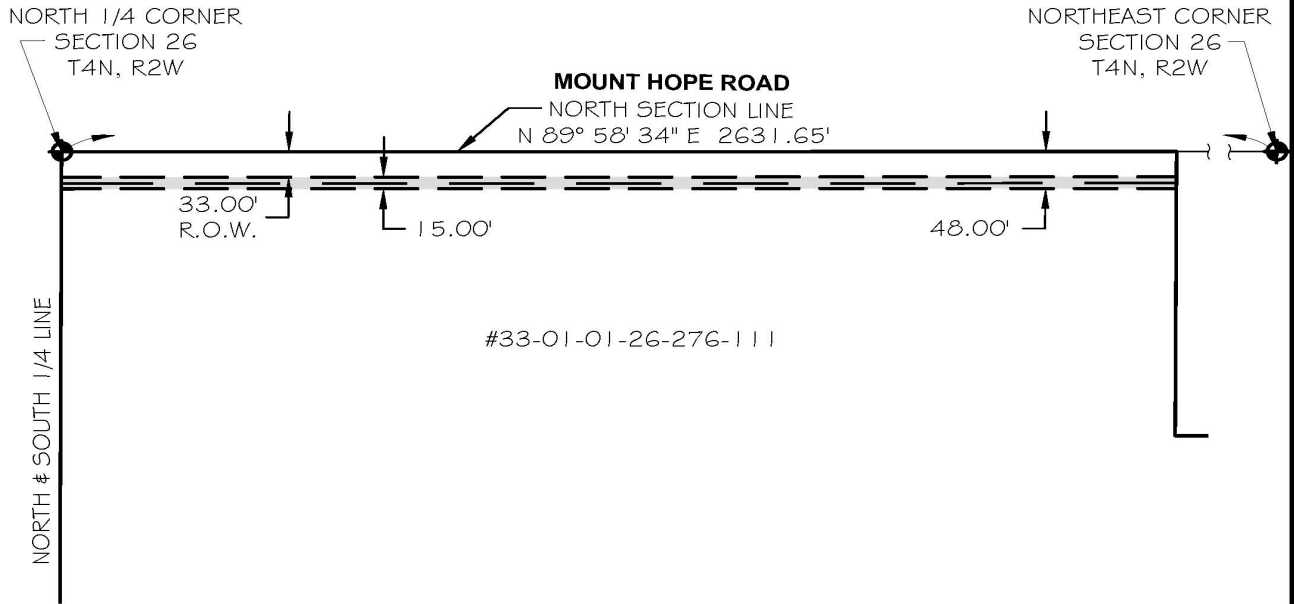 NORTH 1/4 CORNER
SECTION 26
T4N, R2W
NORTHEAST CORNER
SECTION 26
T4N, R2W
MOUNT HOPE ROAD
NORTH SECTION LINE
N 89° 58' 34" E 2631.65'
33.00'
R.O.W.
15.00'
48.00'
#33-01-01-26-276-111
NORTH & SOUTH 1/4 LINE